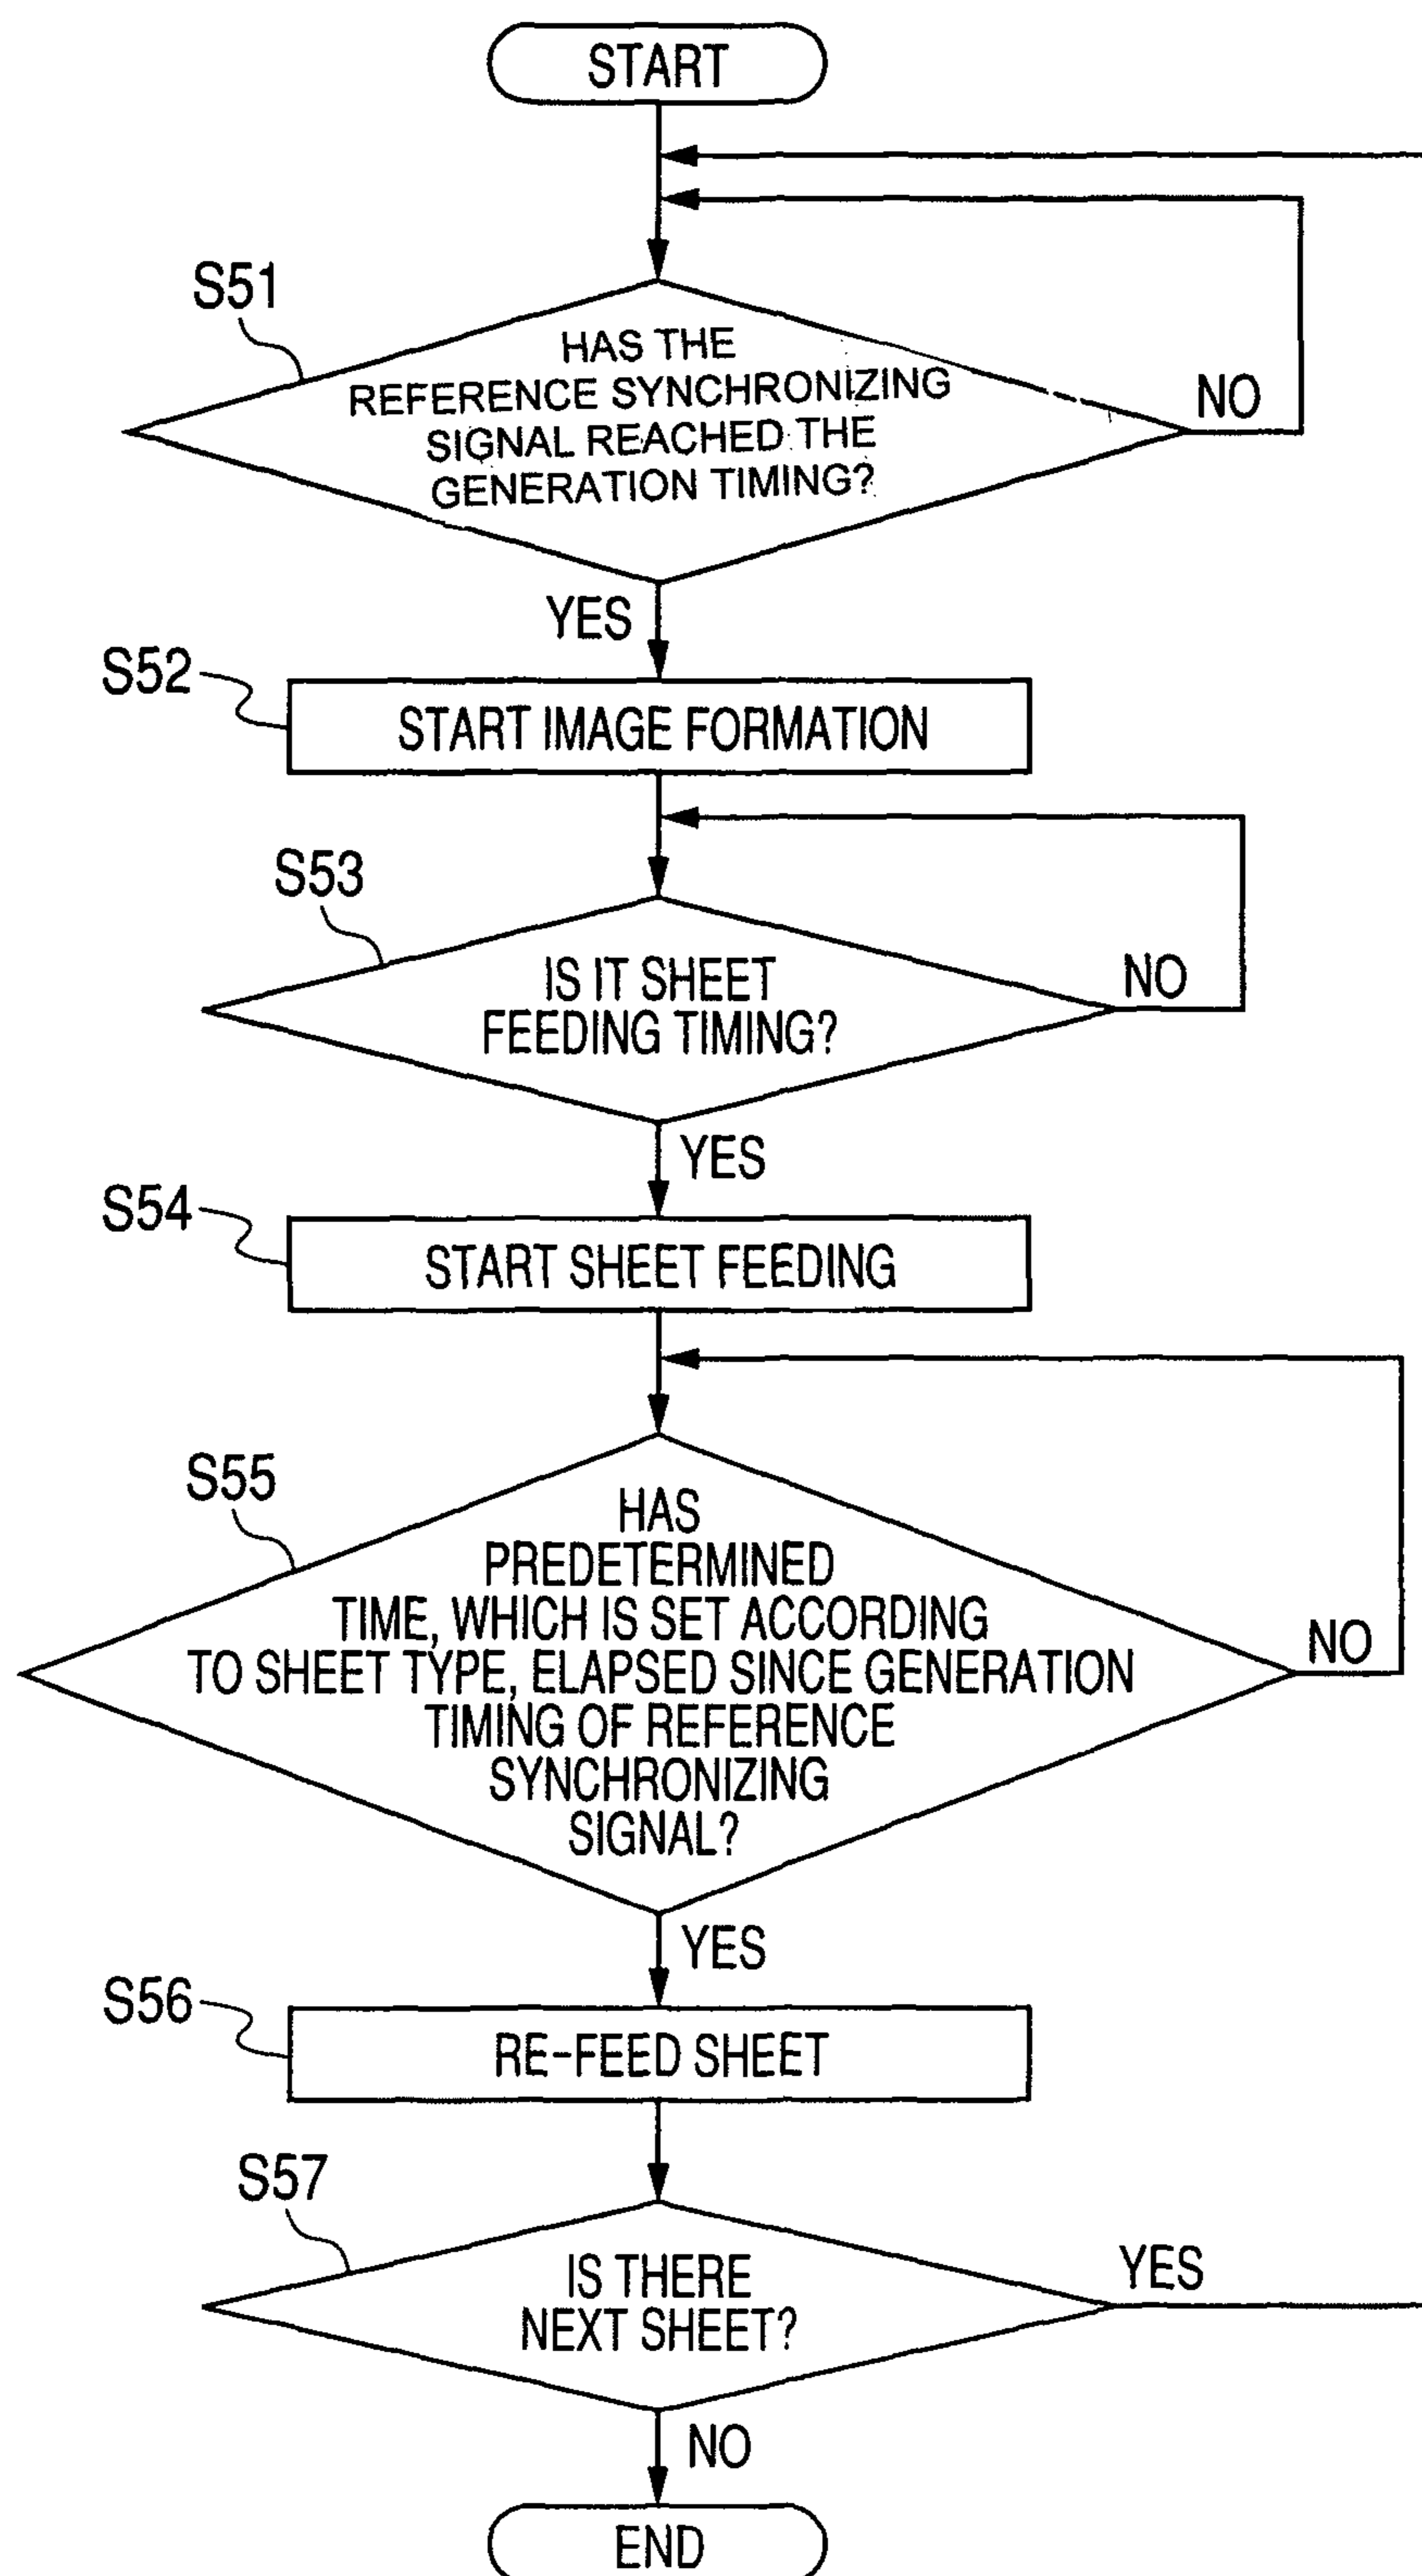 START
S51
HAS THE
REFERENCE SYNCHRONIZING
SIGNAL REACHED THE
GENERATION TIMING?
NO
YES
S52
START IMAGE FORMATION
S53
IS IT SHEET
FEEDING TIMING?
NO
YES
S54
START SHEET FEEDING
S55
HAS
PREDETERMINED
TIME, WHICH IS SET ACCORDING
TO SHEET TYPE, ELAPSED SINCE GENERATION
TIMING OF REFERENCE
SYNCHRONIZING
SIGNAL?
NO
YES
S56
RE-FEED SHEET
S57
IS THERE
NEXT SHEET?
YES
NO
END